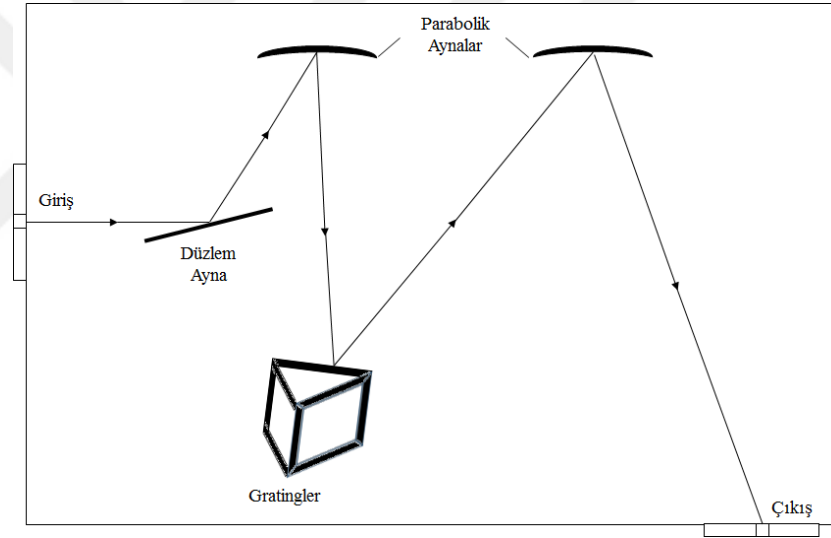 Parabolik
Aynalar
Giriş
Düzlem
Ayna
Gratingler
Çıkış